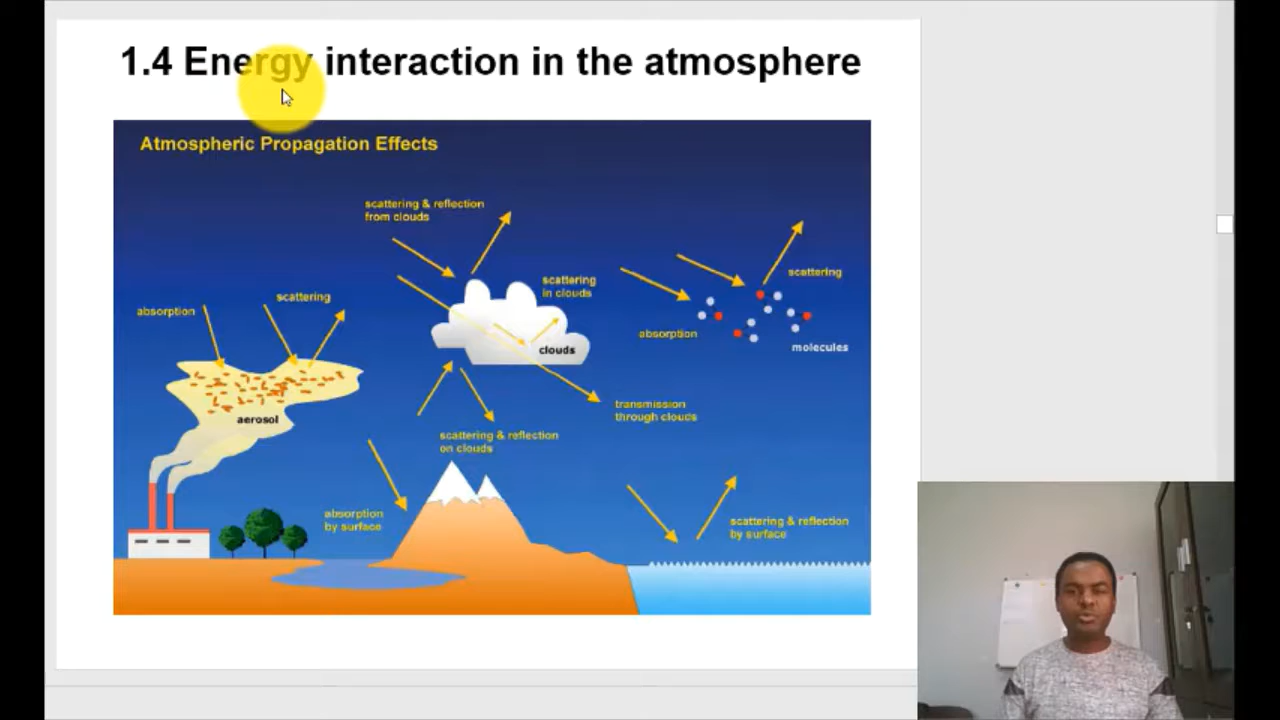 1.4 Energy interaction in the atmosphere
Atmospheric Propagation Effects
scattering & reflection
from clouds
scattering
in clouds
scattering
absorption
scattering
absorption
molecules
clouds
aerosol
transmission
through clouds
scattering & reflection
on clouds
absorption
by surface
scattering & reflection
by surface